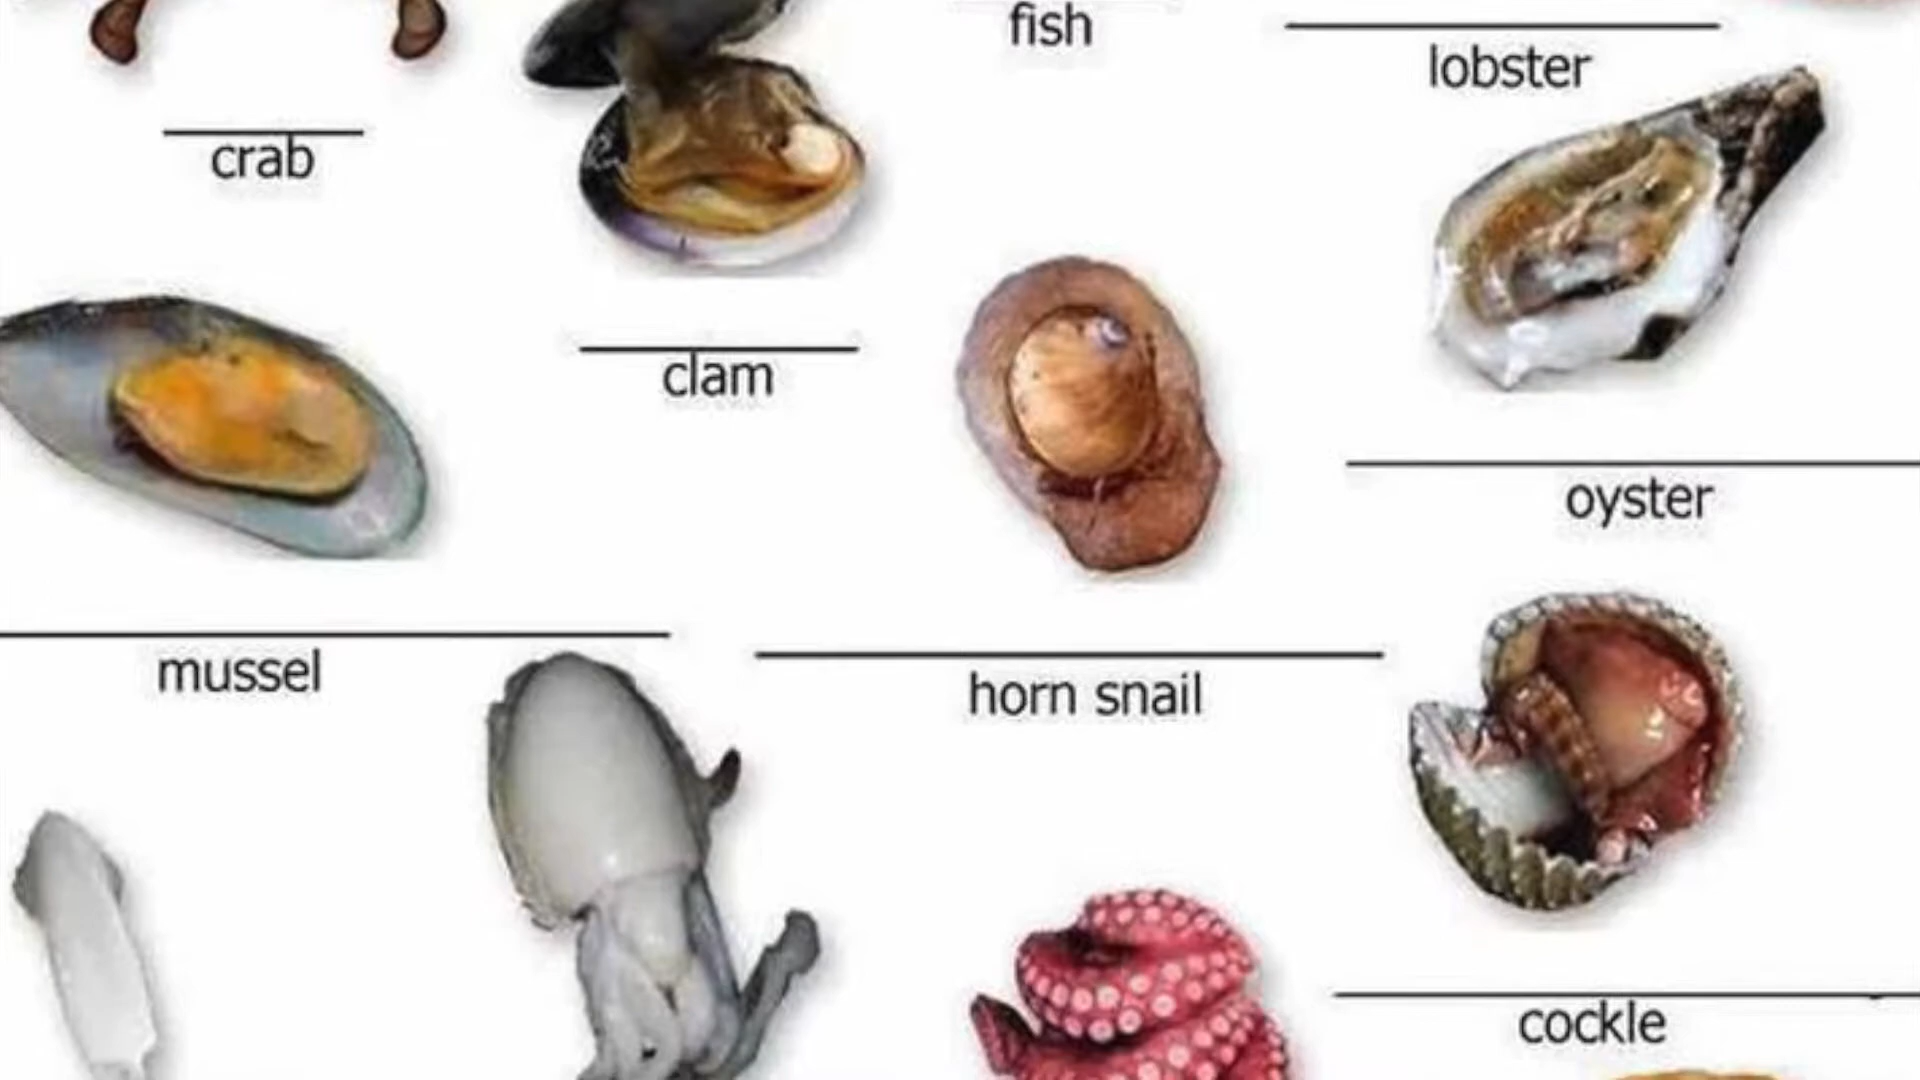 fish
lobster
crab
clam
oyster
mussel
horn snail
cockle